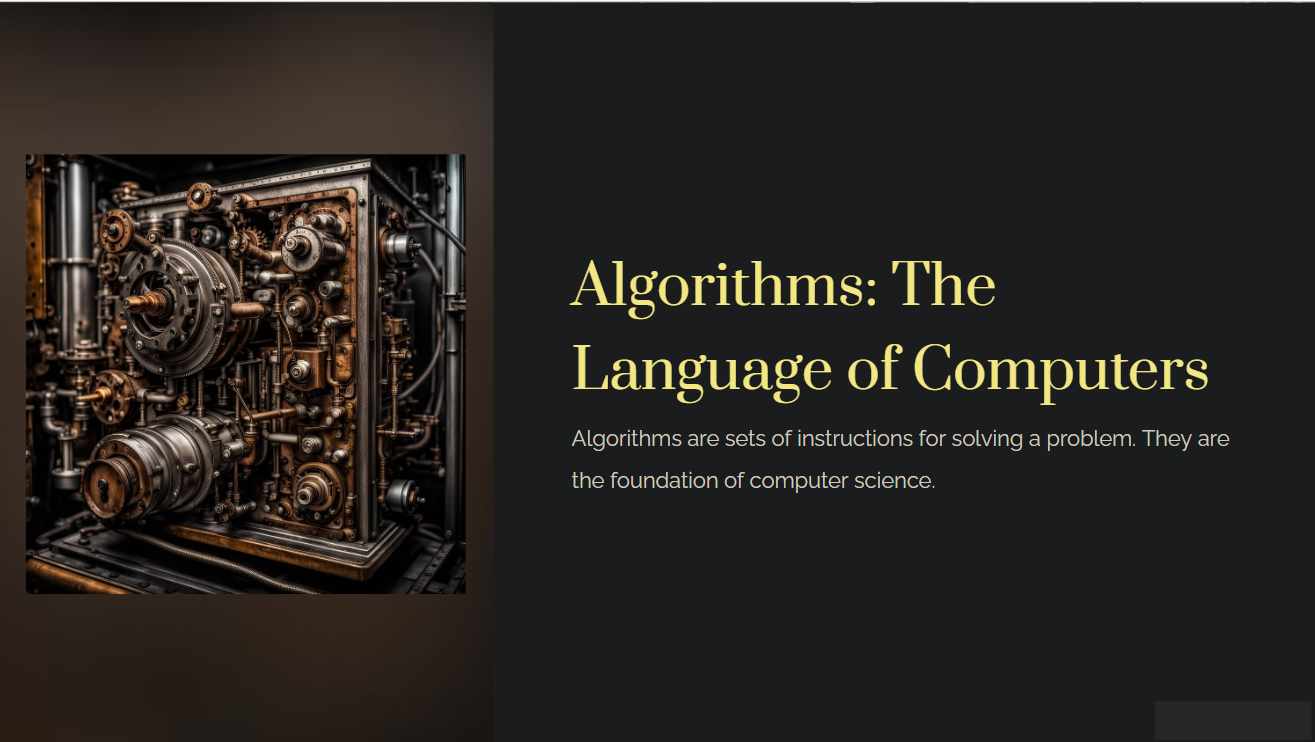 Algorithms: The
Language of Computers
Algorithms are sets of instructions for solving a problem. They are
the foundation of computer science.